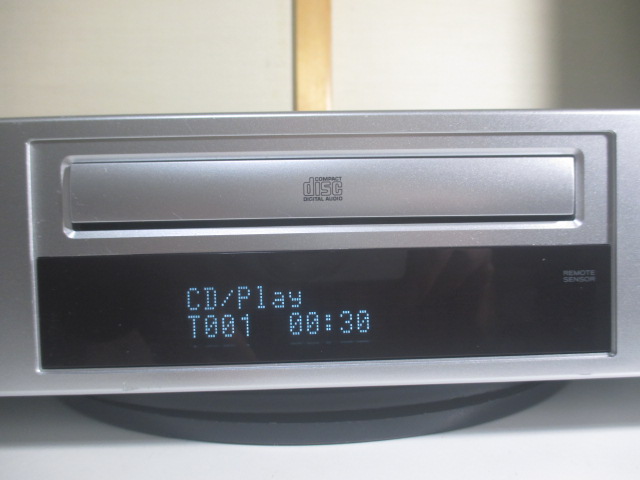 COMPACT
disc
DIGITAL AUDIO
REMOTE
SENSOR
CD/Play
T001 00:30